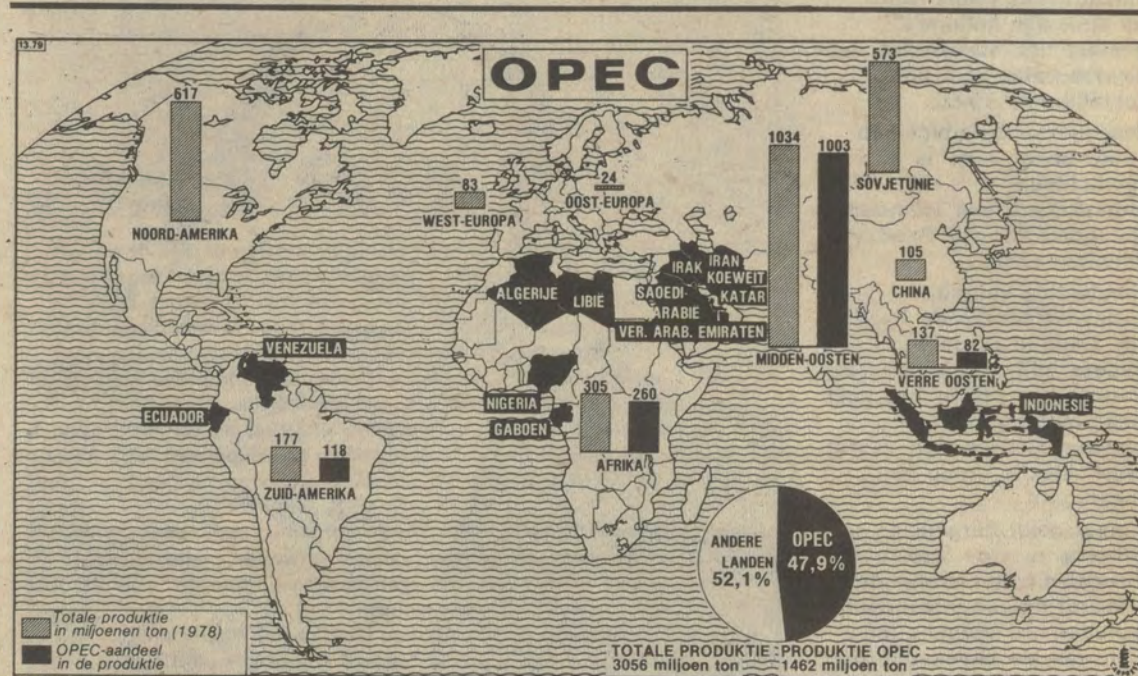 13.79
OPEC
617
NOORD-AMERIKA
83
WEST-EUROPA
24
OOST-EUROPA
573
SOVJETUNIE
1034
1003
MIDDEN-OOSTEN
105
CHINA
137
82
VERRE OOSTEN
ALGERIJE
LIBIË
IRAK
IRAN
KOEWEIT
KATAR
SAOEDI-
ARABIË
VER. ARAB. EMIRATEN
VENEZUELA
ECUADOR
NIGERIA
GABOEN
INDONESIË
305
260
AFRIKA
177
118
ZUID-AMERIKA
ANDERE
LANDEN
52,1%
OPEC
47,9%
Totale produktie
in miljoenen ton (1978)
OPEC-aandeel
in de produktie
TOTALE PRODUKTIE
3056 miljoen ton
PRODUKTIE OPEC
1462 miljoen ton